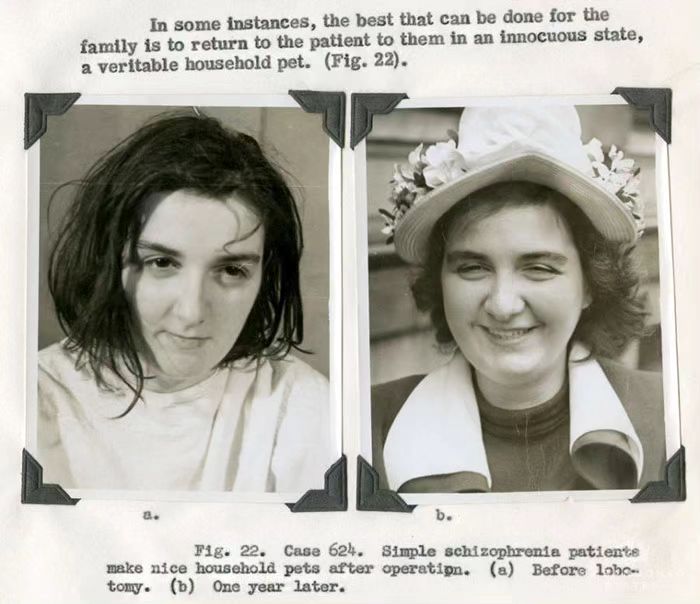 In some instances, the best that can be done for the
family is to return to the patient to them in an innocuous state,
a veritable household pet. (Fig. 22).
a.
b.
Fig. 22. Case 624. Simple schizophrenia patients
make nice household pets after operation. (a) Before lobo-
tomy. (b) One year later.